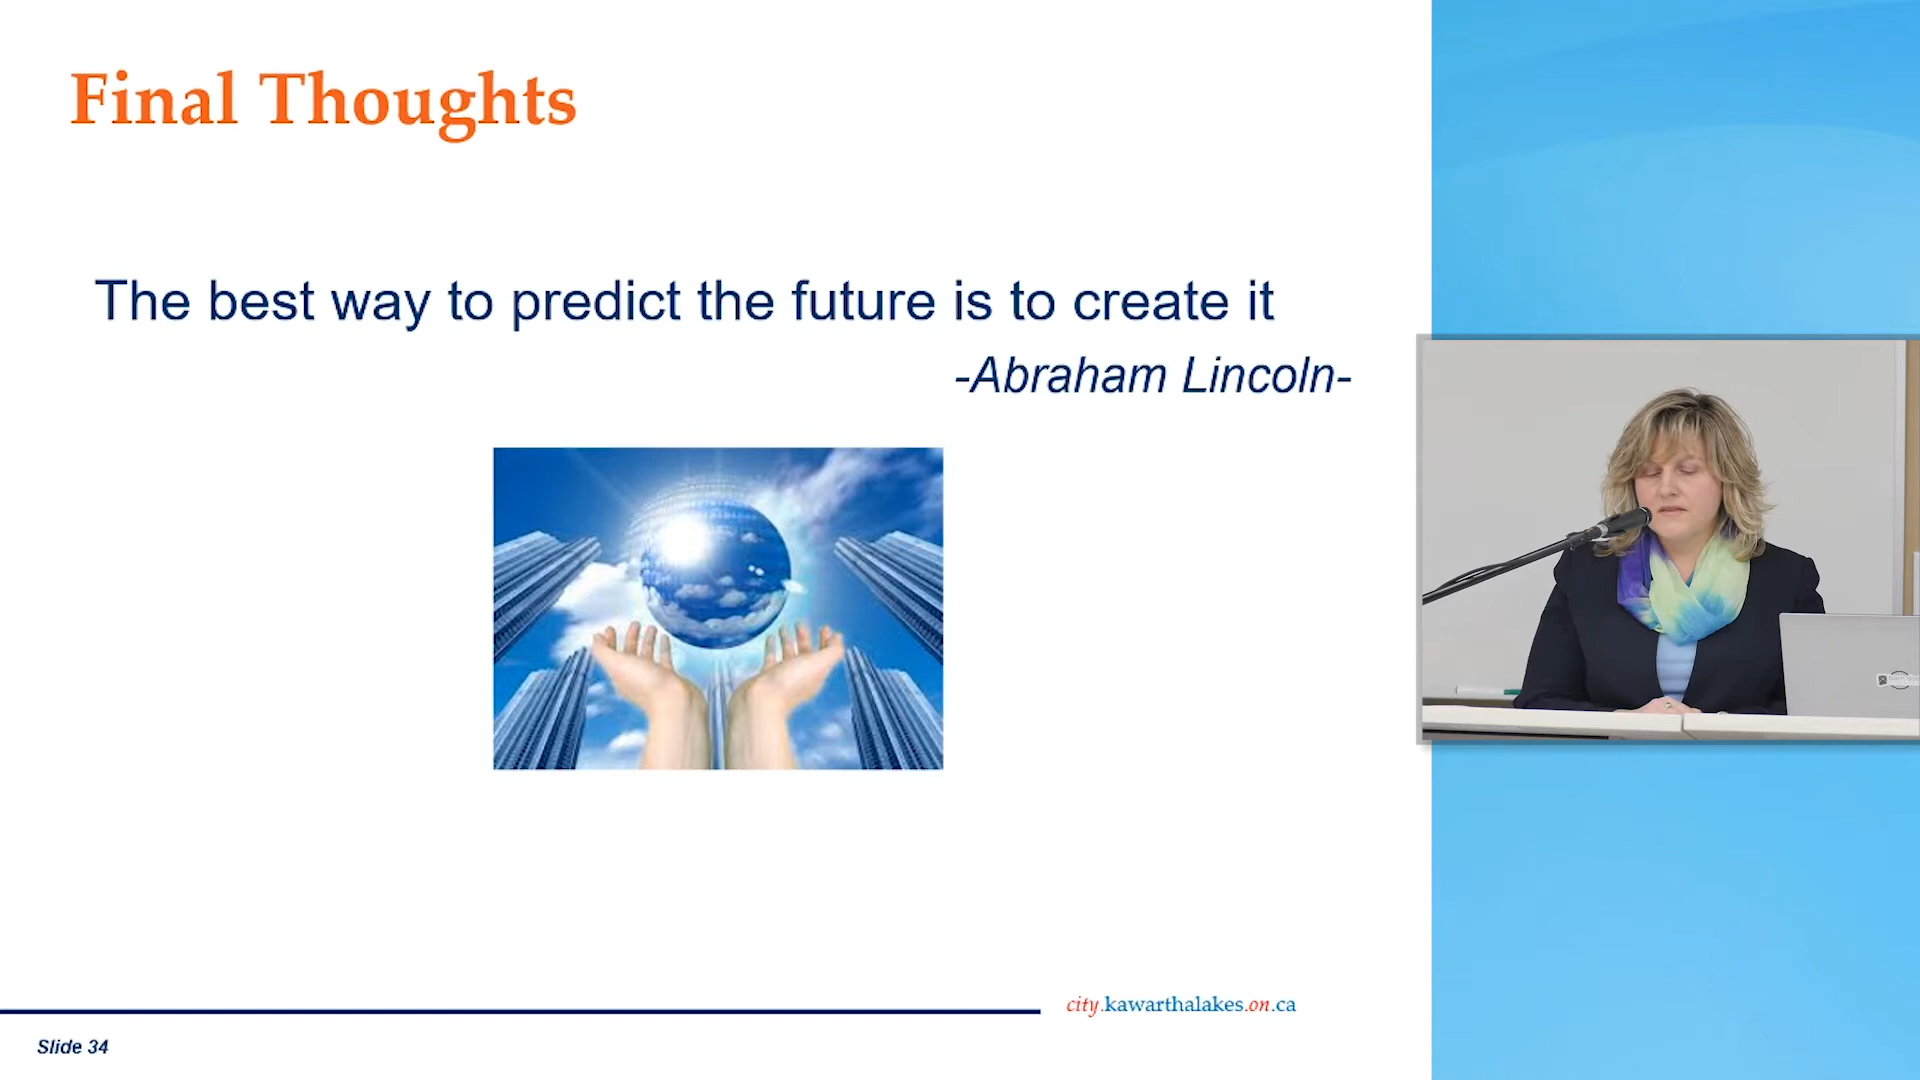 Final Thoughts
The best way to predict the future is to create it
-Abraham Lincoln-
city.kawarthalakes.on.ca
Slide 34